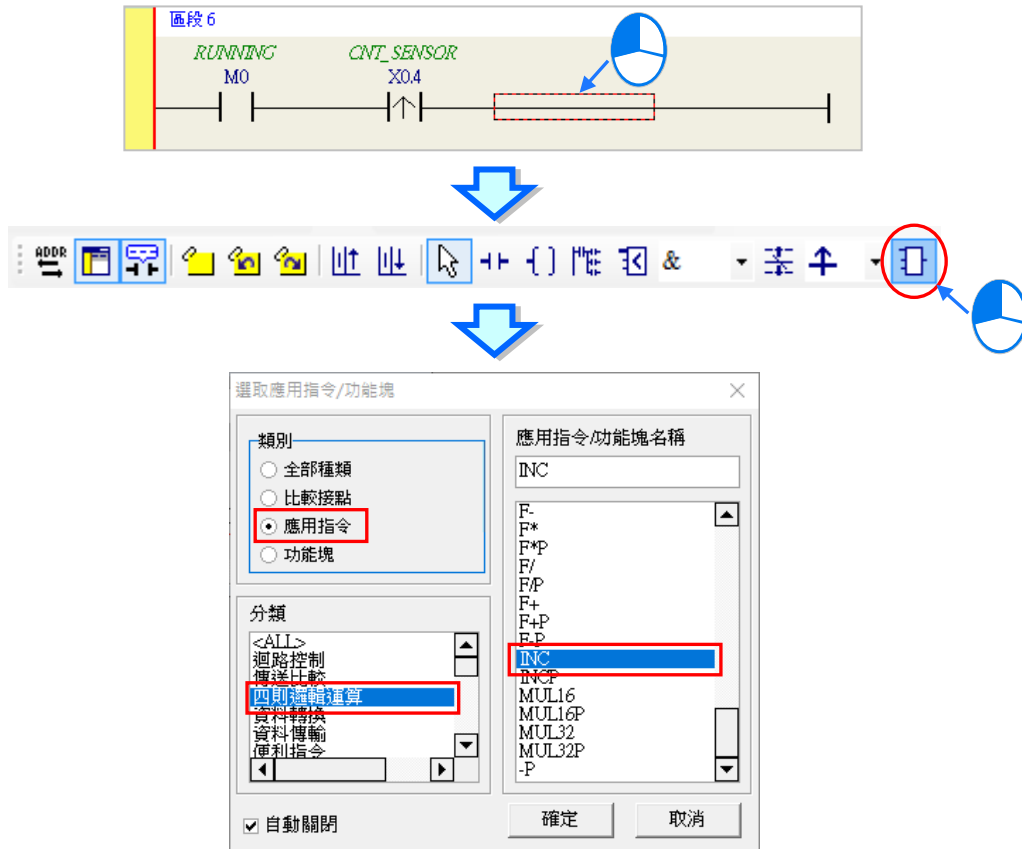 區段 6
RUNNING CNT_SENSOR
M0 X0.4
ADDR &
選取應用指令/功能塊
類別
全部種類
比較接點
應用指令
功能塊
分類
<ALL>
迴路控制
傳送比較
四則邏輯運算
資料轉換
資料傳輸
便利指令
自動關閉
應用指令/功能塊名稱
INC
F-
F*
F*P
F/
F/P
F+
F+P
F-P
INC
INCP
MUL16
MUL16P
MUL32
MUL32P
-P
確定 取消